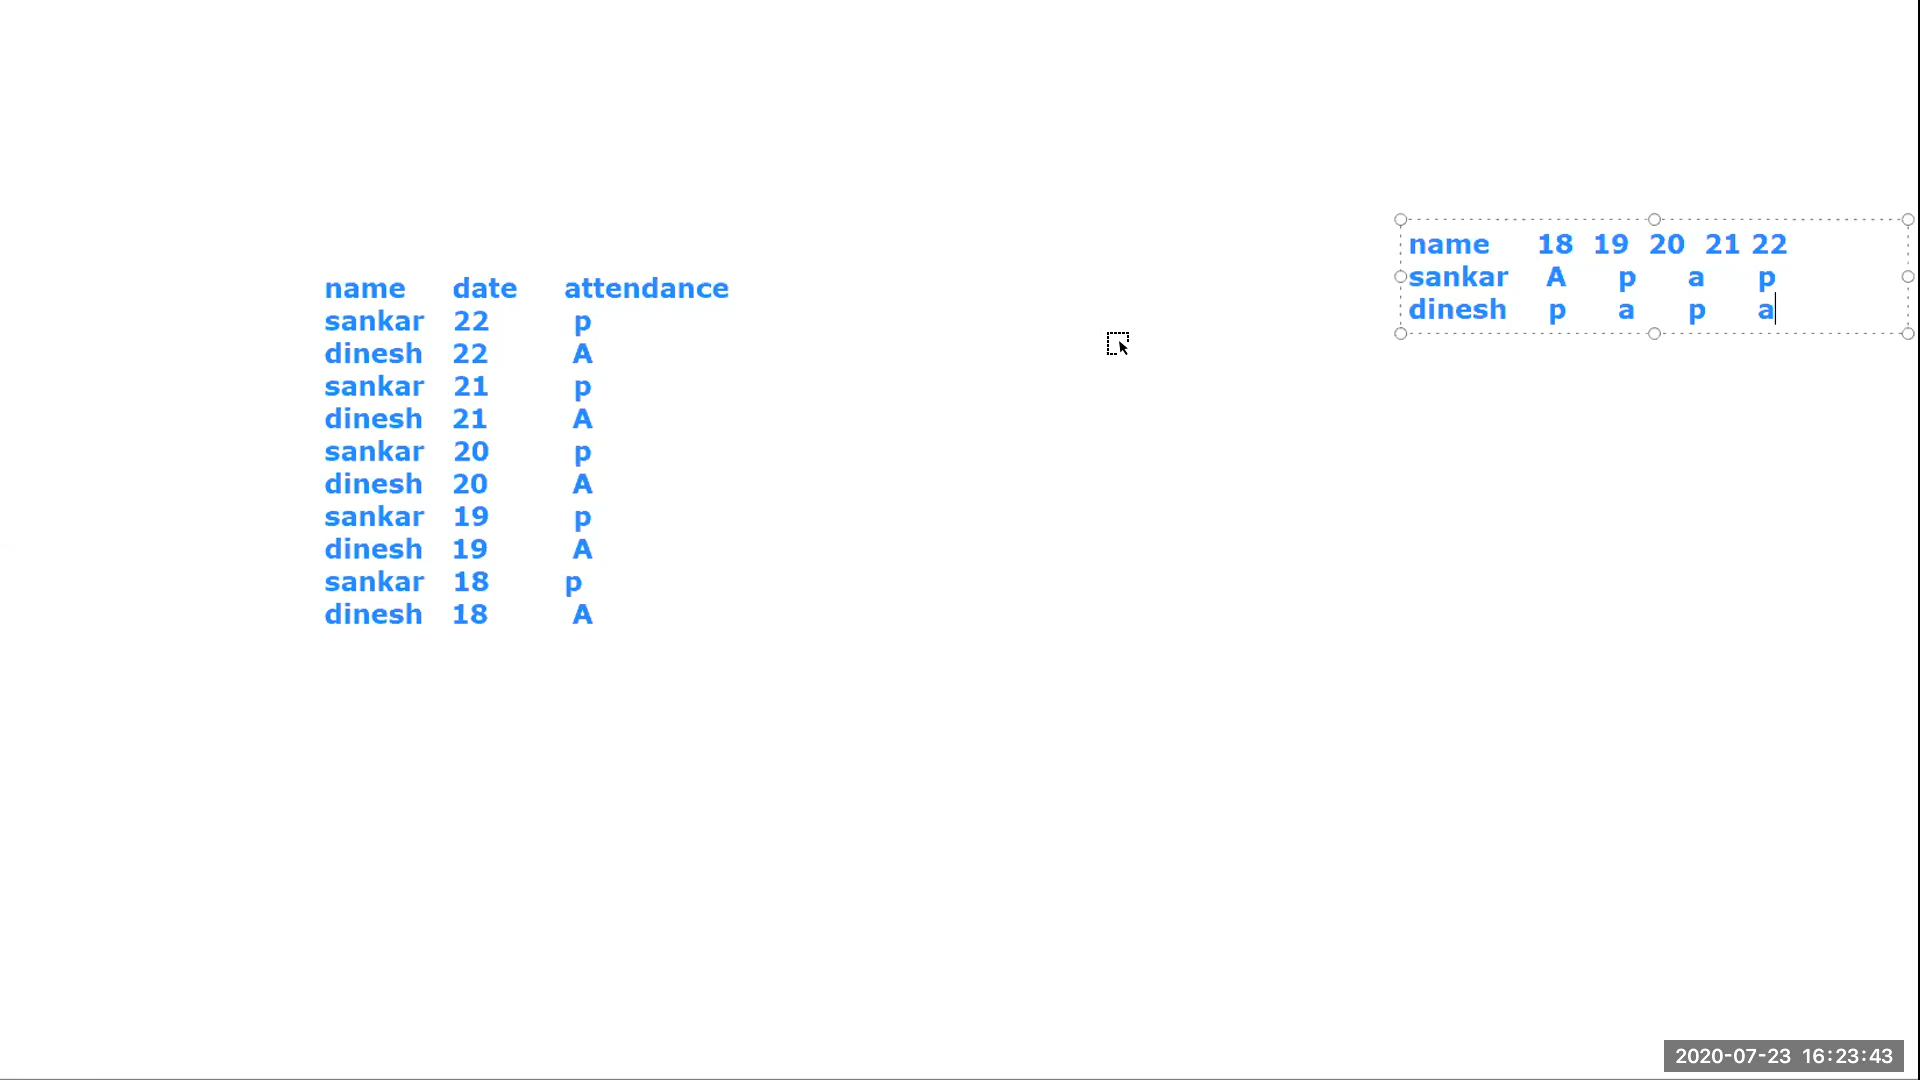 name date attendance
sankar 22 p
dinesh 22 A
sankar 21 p
dinesh 21 A
sankar 20 p
dinesh 20 A
sankar 19 p
dinesh 19 A
sankar 18 p
dinesh 18 A
name 18 19 20 21 22
sankar A p a p
dinesh p a p a
2020-07-23 16:23:43